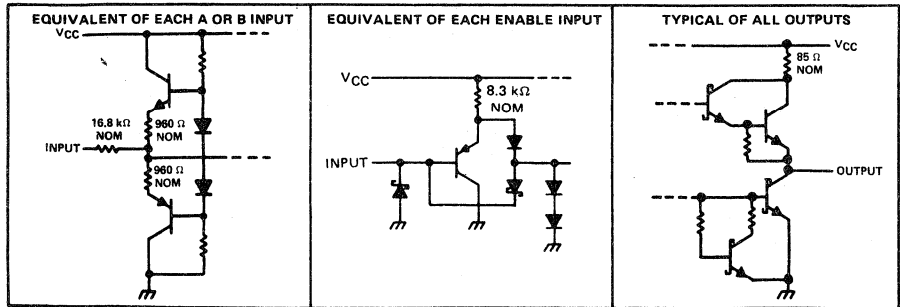 EQUIVALENT OF EACH A OR B INPUT
VCC
16.8 kΩ
NOM
960 Ω
NOM
INPUT
960 Ω
NOM
EQUIVALENT OF EACH ENABLE INPUT
VCC
8.3 kΩ
NOM
INPUT
TYPICAL OF ALL OUTPUTS
VCC
85 Ω
NOM
OUTPUT